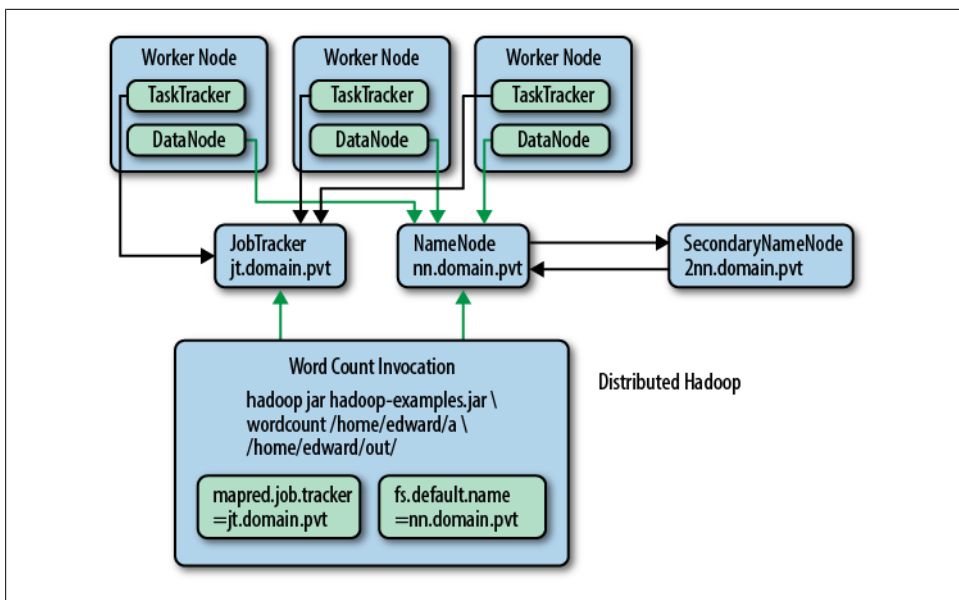 Worker Node
TaskTracker
DataNode
Worker Node
TaskTracker
DataNode
Worker Node
TaskTracker
DataNode
JobTracker
jt.domain.pvt
NameNode
nn.domain.pvt
SecondaryNameNode
2nn.domain.pvt
Word Count Invocation
hadoop jar hadoop-examples.jar \
wordcount /home/edward/a \
/home/edward/out/
mapred.job.tracker
=jt.domain.pvt
fs.default.name
=nn.domain.pvt
Distributed Hadoop